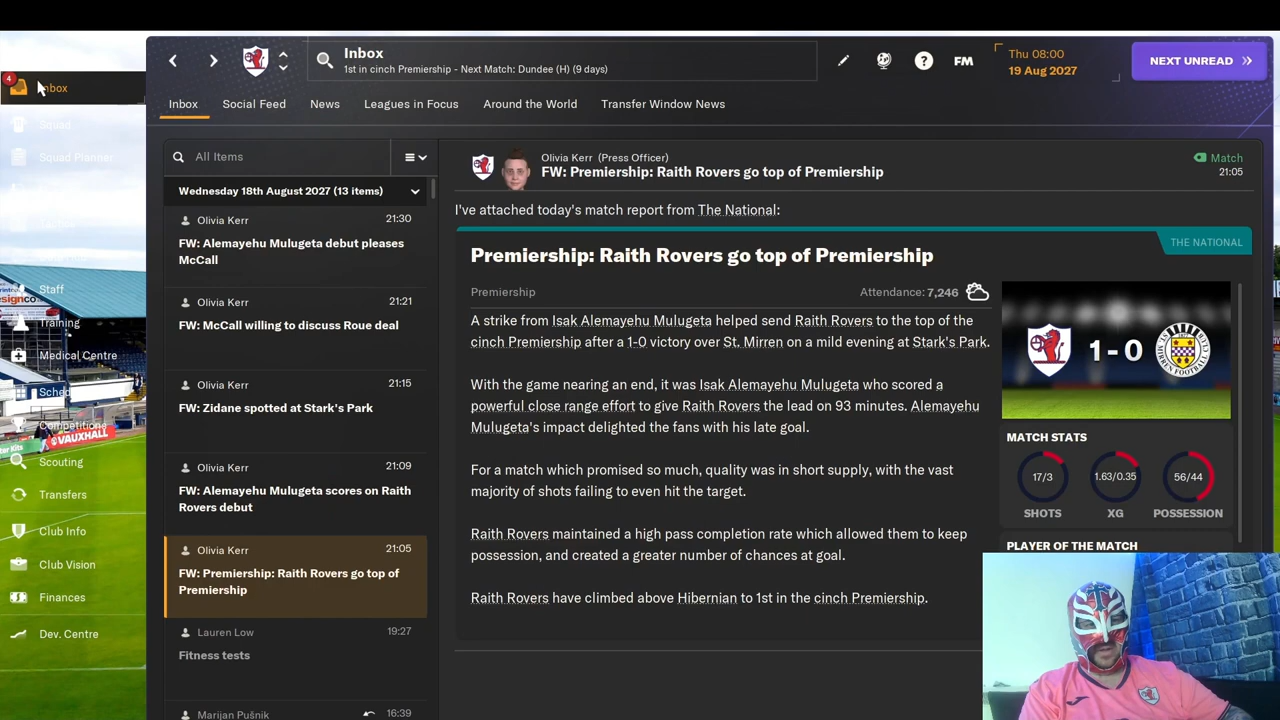 Inbox
1st in cinch Premiership - Next Match: Dundee (H) (9 days)
FM
Thu 08:00
19 Aug 2027
NEXT UNREAD
4
Squad
Squad Planner
Staff
Training
Medical Centre
Competitions
Scouting
Transfers
Club Info
Club Vision
Finances
Dev. Centre
VAUXHALL
Inbox Social Feed News Leagues in Focus Around the World Transfer Window News
All Items
Wednesday 18th August 2027 (13 items)
Olivia Kerr 21:30
FW: Alemayehu Mulugeta debut pleases
McCall
Olivia Kerr 21:21
FW: McCall willing to discuss Roue deal
Olivia Kerr 21:15
FW: Zidane spotted at Stark's Park
Olivia Kerr 21:09
FW: Alemayehu Mulugeta scores on Raith
Rovers debut
Olivia Kerr 21:05
FW: Premiership: Raith Rovers go top of
Premiership
Lauren Low 19:27
Fitness tests
Marijan Pušnik 16:39
Olivia Kerr (Press Officer)
FW: Premiership: Raith Rovers go top of Premiership
Match
21:05
I've attached today's match report from The National:
THE NATIONAL
Premiership: Raith Rovers go top of Premiership
Premiership Attendance: 7,246
A strike from Isak Alemayehu Mulugeta helped send Raith Rovers to the top of the
cinch Premiership after a 1-0 victory over St. Mirren on a mild evening at Stark's Park.
With the game nearing an end, it was Isak Alemayehu Mulugeta who scored a
powerful close range effort to give Raith Rovers the lead on 93 minutes. Alemayehu
Mulugeta's impact delighted the fans with his late goal.
For a match which promised so much, quality was in short supply, with the vast
majority of shots failing to even hit the target.
Raith Rovers maintained a high pass completion rate which allowed them to keep
possession, and created a greater number of chances at goal.
Raith Rovers have climbed above Hibernian to 1st in the cinch Premiership.
1 - 0
MATCH STATS
17/3 1.63/0.35 56/44
SHOTS XG POSSESSION
PLAYER OF THE MATCH